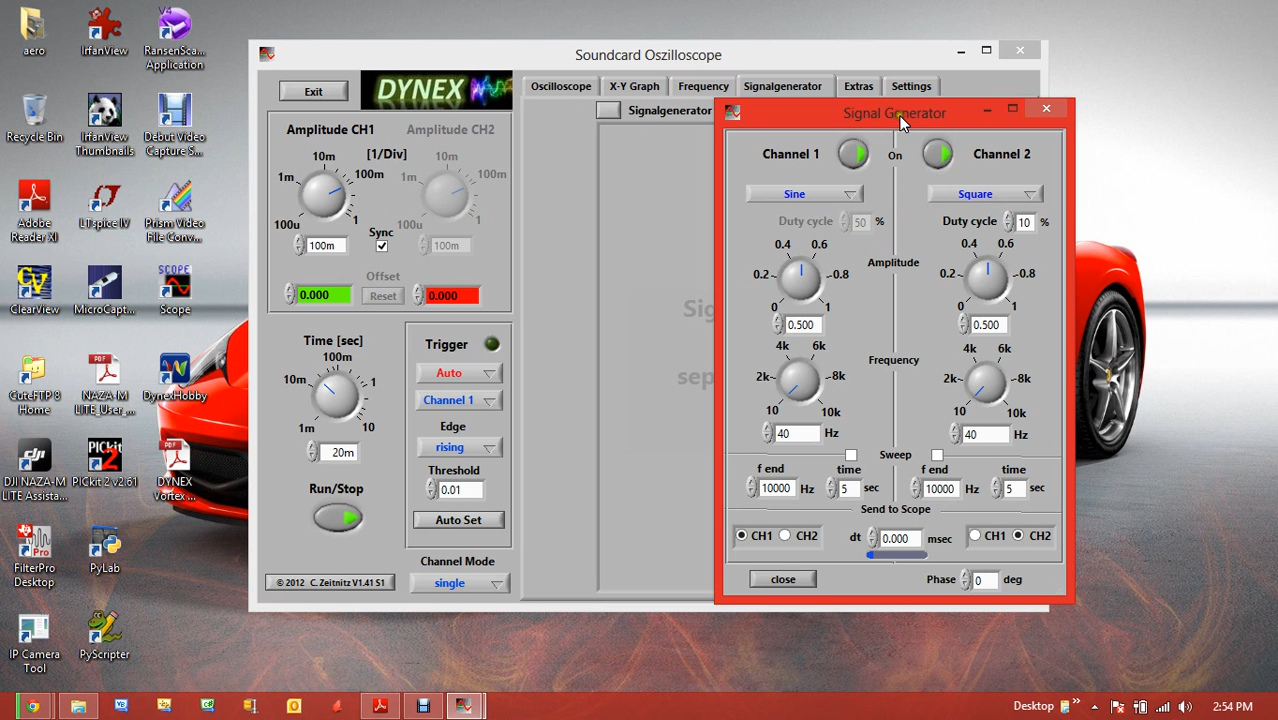 aero
IrfanView
V4
RansenSca...
Application
Recycle Bin
IrfanView
Thumbnails
Debut Video
Capture S...
Adobe
Reader XI
LTspice IV
Prism Video
File Conv...
ClearView
MicroCapt...
SCOPE
Scope
CuteFTP 8
Home
PDF
NAZA-M
LITE_User_...
DynexHobby
dji
DJI NAZA-M
LITE Assista...
PICkit
2
PICkit 2 v2.61
PDF
DYNEX
Vortex ...
Pro
FilterPro
Desktop
PyLab
IP Camera
Tool
PyScripter
Soundcard Oszilloscope
Exit
DYNEX
Oscilloscope
X-Y Graph
Frequency
Signalgenerator
Extras
Settings
Amplitude CH1
Amplitude CH2
[1/Div]
10m
1m
100m
100u
1
10m
1m
100m
100u
1
100m
Sync
100m
Offset
0.000
Reset
0.000
Time [sec]
100m
10m
1
1m
10
20m
Run/Stop
Trigger
Auto
Channel 1
Edge
rising
Threshold
0.01
Auto Set
Channel Mode
single
© 2012 C. Zeitnitz V1.41 S1
Signalgenerator
Sig
sep
Signal Generator
Channel 1
On
Channel 2
Sine
Square
Duty cycle 50 %
Duty cycle 10 %
Amplitude
0.4 0.6
0.2 0.8
0 1
0.500
0.4 0.6
0.2 0.8
0 1
0.500
Frequency
4k 6k
2k 8k
10 10k
40 Hz
4k 6k
2k 8k
10 10k
40 Hz
Sweep
f end
time
10000 Hz
5 sec
f end
time
10000 Hz
5 sec
Send to Scope
CH1 CH2
dt 0.000 msec
CH1 CH2
close
Phase 0 deg
Desktop
2:54 PM